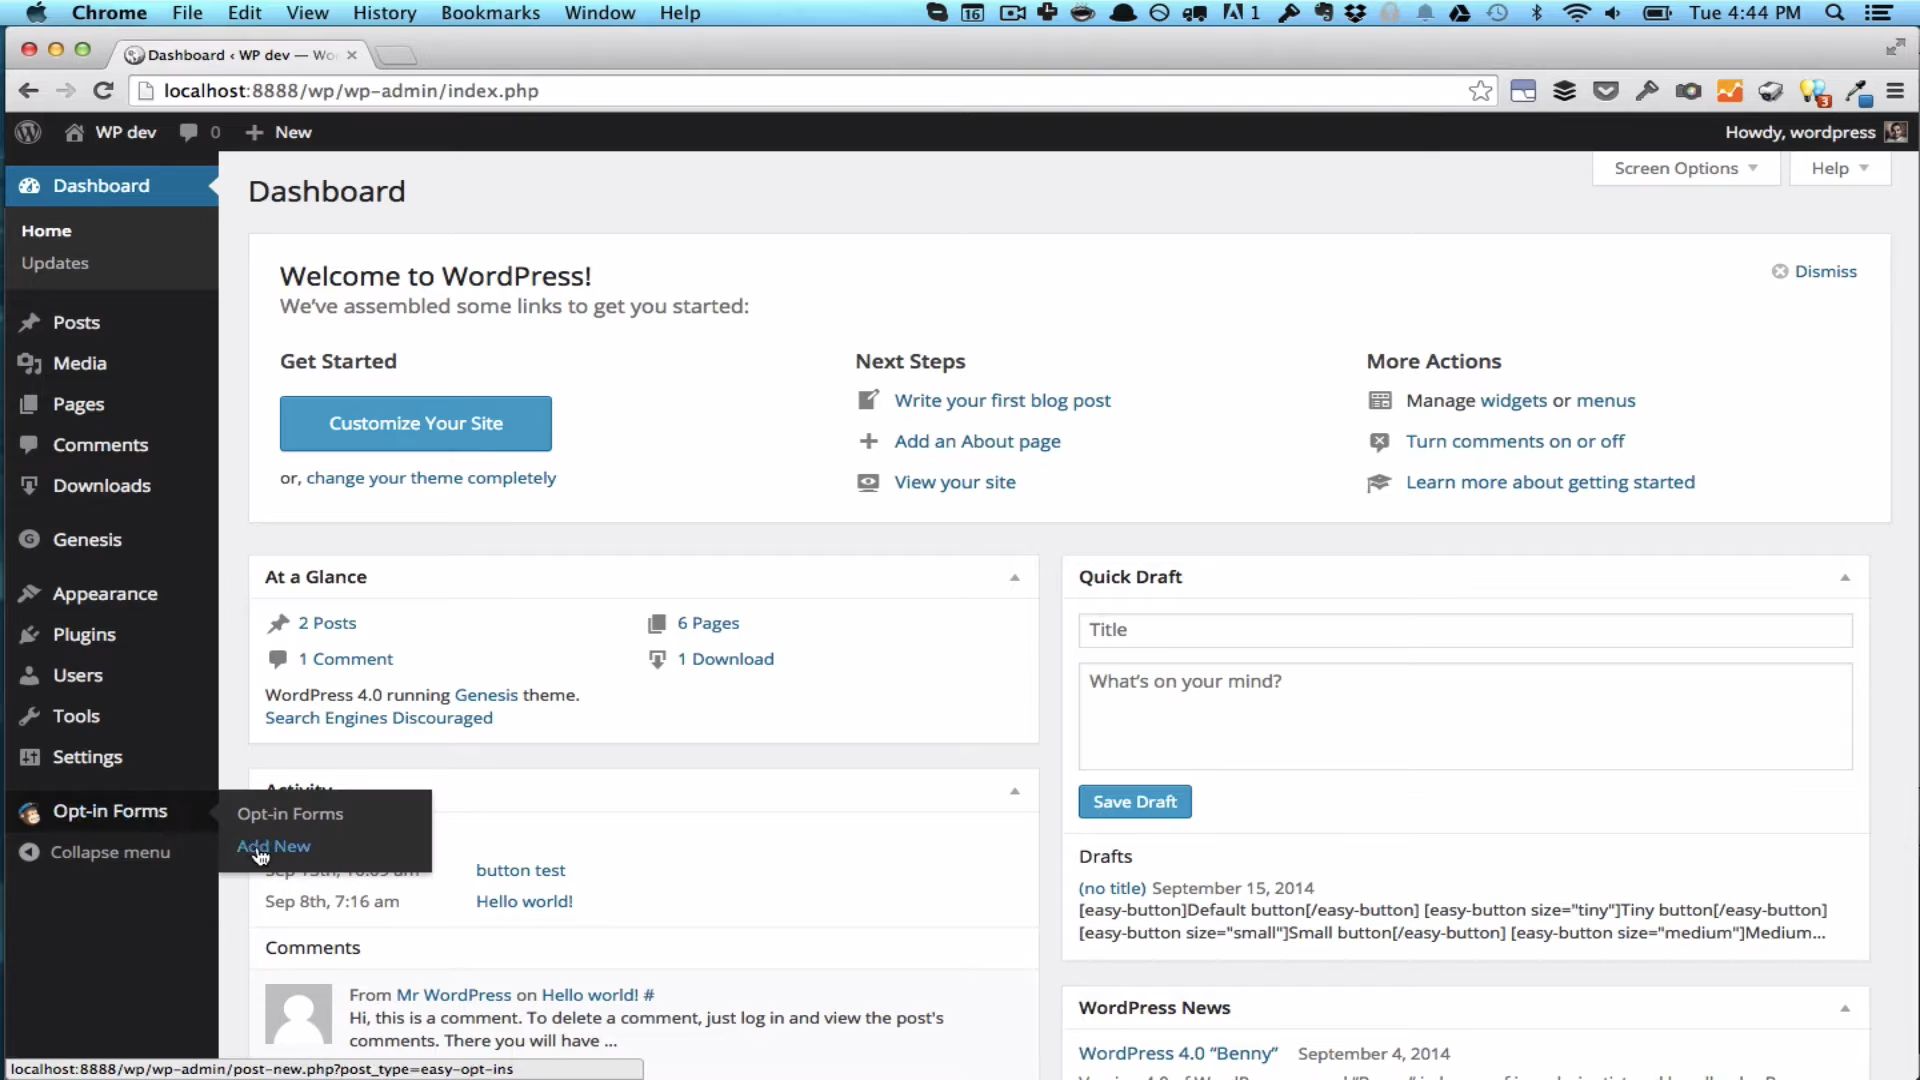 Chrome File Edit View History Bookmarks Window Help
16 1 Tue 4:44 PM
Dashboard ‹ WP dev — Wo
localhost:8888/wp/wp-admin/index.php
3
WP dev 0 + New
Howdy, wordpress
Dashboard
Home
Updates
Posts
Media
Pages
Comments
Downloads
Genesis
Appearance
Plugins
Users
Tools
Settings
Opt-in Forms
Collapse menu
Opt-in Forms
Add New
Dashboard
Screen Options
Help
Welcome to WordPress!
We've assembled some links to get you started:
Dismiss
Get Started
Customize Your Site
or, change your theme completely
Next Steps
Write your first blog post
Add an About page
View your site
More Actions
Manage widgets or menus
Turn comments on or off
Learn more about getting started
At a Glance
2 Posts
6 Pages
1 Comment
1 Download
WordPress 4.0 running Genesis theme.
Search Engines Discouraged
Activity
button test
Sep 8th, 7:16 am Hello world!
Comments
From Mr WordPress on Hello world! #
Hi, this is a comment. To delete a comment, just log in and view the post's
comments. There you will have ...
Quick Draft
Title
What's on your mind?
Save Draft
Drafts
(no title) September 15, 2014
[easy-button]Default button[/easy-button] [easy-button size="tiny"]Tiny button[/easy-button]
[easy-button size="small"]Small button[/easy-button] [easy-button size="medium"]Medium...
WordPress News
WordPress 4.0 "Benny" September 4, 2014
localhost:8888/wp/wp-admin/post-new.php?post_type=easy-opt-ins